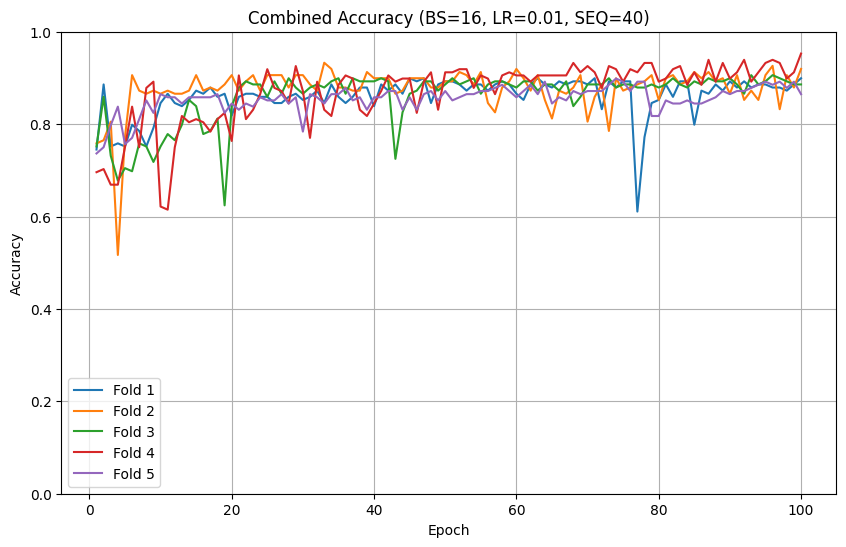 Combined Accuracy (BS=16, LR=0.01, SEQ=40)
1.0
0.8
0.6
0.4
0.2
0.0
Accuracy
Fold 1
Fold 2
Fold 3
Fold 4
Fold 5
0 20 40 60 80 100
Epoch